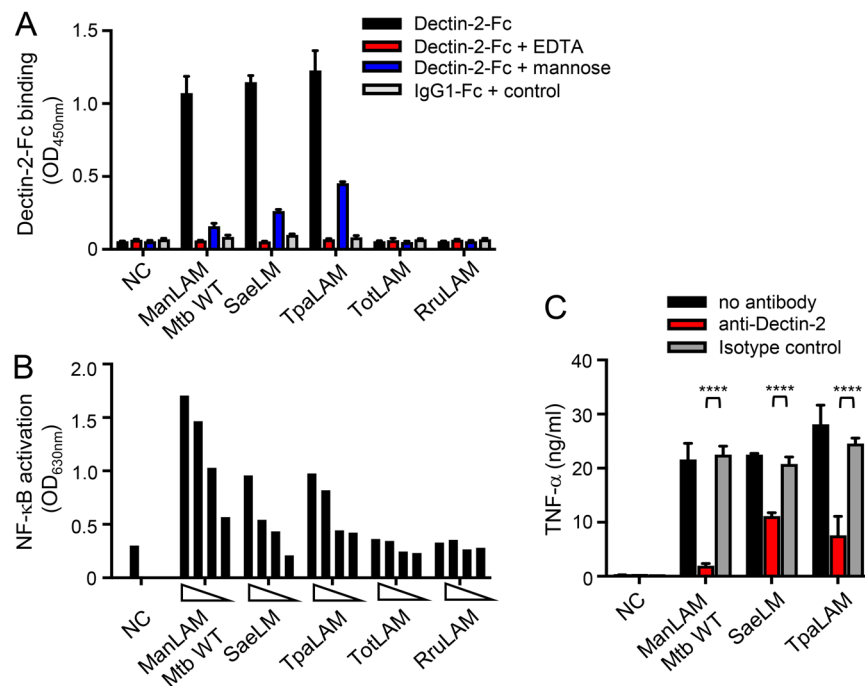 A
Dectin-2-Fc
Dectin-2-Fc + EDTA
Dectin-2-Fc + mannose
IgG1-Fc + control
Dectin-2-Fc binding
(OD450nm)
1.5
1.0
0.5
0
NC
ManLAM
Mtb WT
SaeLM
TpaLAM
TotLAM
RruLAM
B
NF-κB activation
(OD630nm)
2.0
1.5
1.0
0.5
0
NC
ManLAM
Mtb WT
SaeLM
TpaLAM
TotLAM
RruLAM
C
no antibody
anti-Dectin-2
Isotype control
TNF-α (ng/ml)
40
30
20
10
0
**** **** ****
NC
ManLAM
Mtb WT
SaeLM
TpaLAM